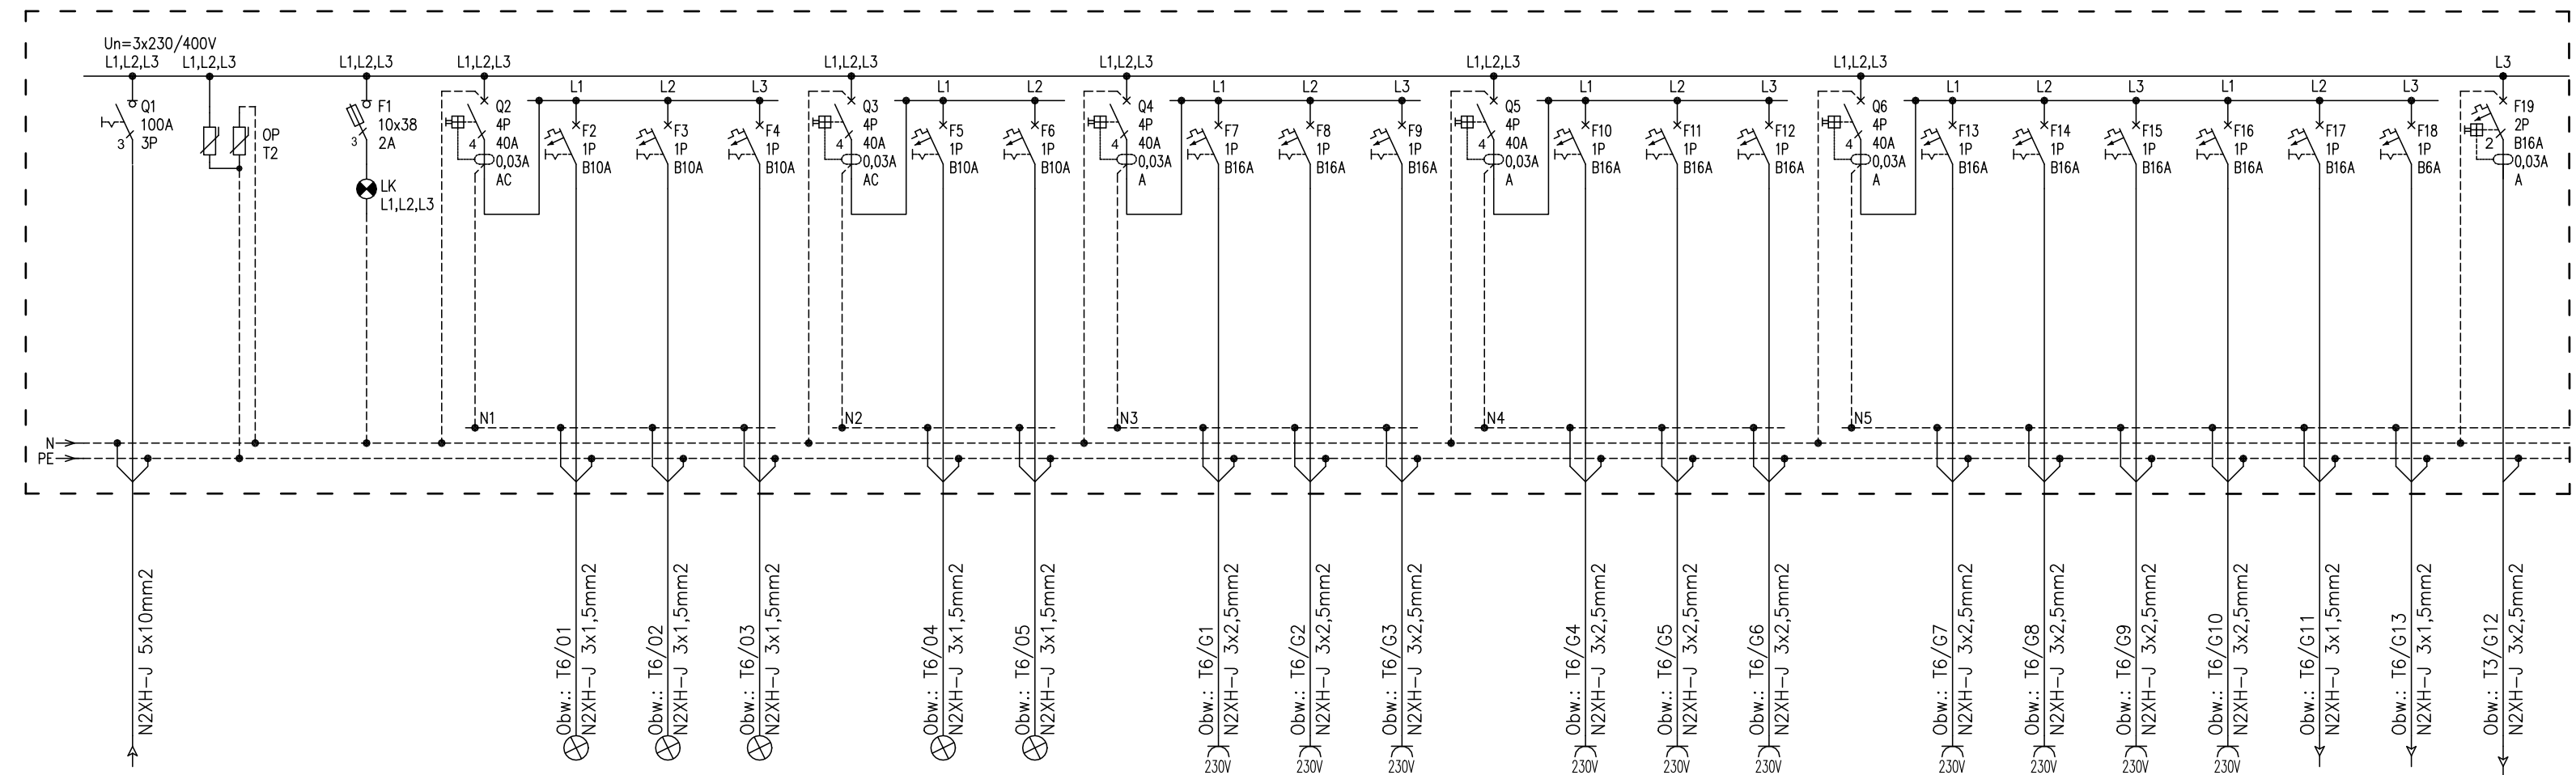 Un=3x230/400V
L1,L2,L3
L1,L2,L3
L1,L2,L3
L1,L2,L3
L1,L2,L3
L1,L2,L3
L1,L2,L3
L1,L2,L3
L3
L1
L2
L3
L1
L2
L1
L2
L3
L1
L2
L3
L1
L2
L3
L1
L2
L3
Q1
100A
3P
3
OP
T2
F1
10x38
2A
3
LK
L1,L2,L3
Q2
4P
40A
0,03A
AC
4
F2
1P
B10A
F3
1P
B10A
F4
1P
B10A
Q3
4P
40A
0,03A
AC
4
F5
1P
B10A
F6
1P
B10A
Q4
4P
40A
0,03A
A
4
F7
1P
B16A
F8
1P
B16A
F9
1P
B16A
Q5
4P
40A
0,03A
A
4
F10
1P
B16A
F11
1P
B16A
F12
1P
B16A
Q6
4P
40A
0,03A
A
4
F13
1P
B16A
F14
1P
B16A
F15
1P
B16A
F16
1P
B16A
F17
1P
B16A
F18
1P
B6A
F19
2P
B16A
0,03A
A
2
N1
N2
N3
N4
N5
N
PE
N2XH-J 5x10mm2
Obw.: T6/O1
N2XH-J 3x1,5mm2
Obw.: T6/O2
N2XH-J 3x1,5mm2
Obw.: T6/O3
N2XH-J 3x1,5mm2
Obw.: T6/O4
N2XH-J 3x1,5mm2
Obw.: T6/O5
N2XH-J 3x1,5mm2
Obw.: T6/G1
N2XH-J 3x2,5mm2
Obw.: T6/G2
N2XH-J 3x2,5mm2
Obw.: T6/G3
N2XH-J 3x2,5mm2
Obw.: T6/G4
N2XH-J 3x2,5mm2
Obw.: T6/G5
N2XH-J 3x2,5mm2
Obw.: T6/G6
N2XH-J 3x2,5mm2
Obw.: T6/G7
N2XH-J 3x2,5mm2
Obw.: T6/G8
N2XH-J 3x2,5mm2
Obw.: T6/G9
N2XH-J 3x2,5mm2
Obw.: T6/G10
N2XH-J 3x2,5mm2
Obw.: T6/G11
N2XH-J 3x1,5mm2
Obw.: T6/G13
N2XH-J 3x1,5mm2
Obw.: T3/G12
N2XH-J 3x2,5mm2
230V
230V
230V
230V
230V
230V
230V
230V
230V
230V